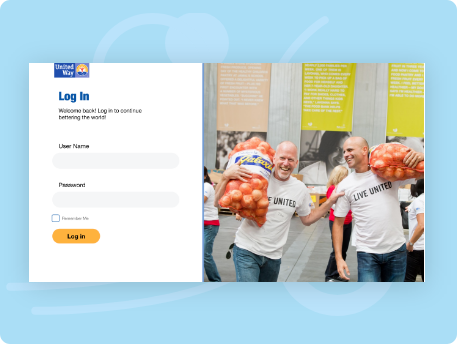 United
Way
Log In
Welcome back! Log in to continue
bettering the world!
User Name
Password
Remember Me
Log in
LIVE UNITED
LIVE UNITED